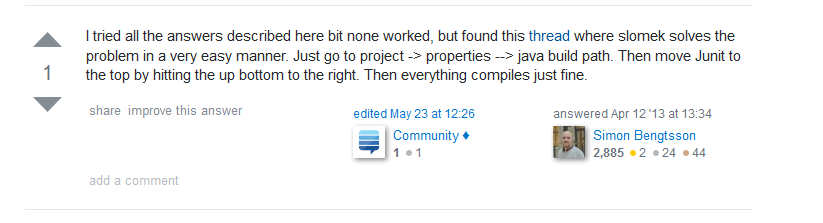 I tried all the answers described here bit none worked, but found this thread where slomek solves the
problem in a very easy manner. Just go to project -> properties --> java build path. Then move Junit to
the top by hitting the up bottom to the right. Then everything compiles just fine.
1
share improve this answer
edited May 23 at 12:26
Community ♦
1 ●1
answered Apr 12 '13 at 13:34
Simon Bengtsson
2,885 ●2 ●24 ●44
add a comment